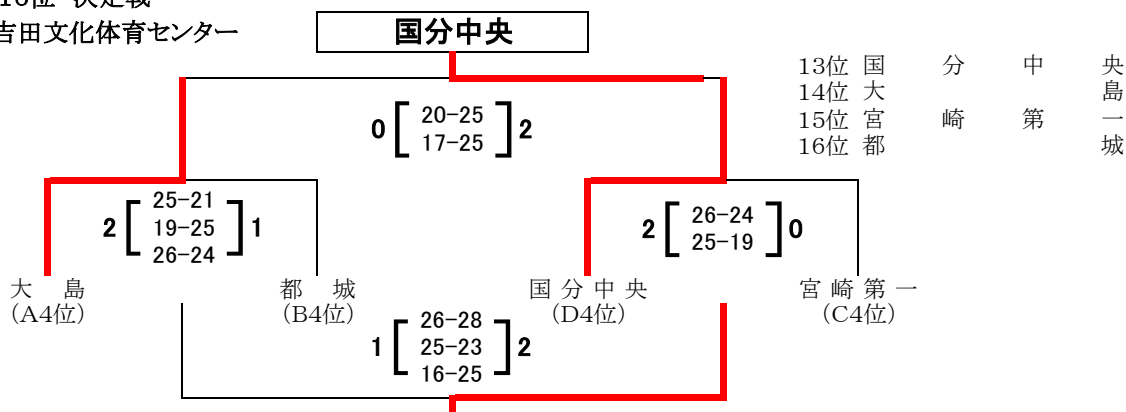 吉田文化体育センター
国分中央
13位 国分中央
14位 大島
15位 宮崎第一
16位 都城
0 [ 20-25 ] 2
17-25
2 [ 25-21 ] 1
19-25
26-24
2 [ 26-24 ] 0
25-19
大島 都城 国分中央 宮崎第一
(A4位) (B4位) (D4位) (C4位)
1 [ 26-28 ] 2
25-23
16-25